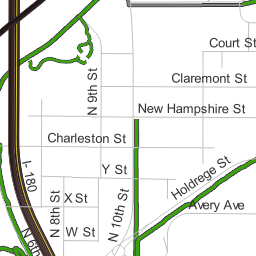 Court St
Claremont St
N 9th St
New Hampshire St
Charleston St
Y St
Holdrege St
I- 180
N 8th St
X St
N 10th St
Avery Ave
W St
N 6th